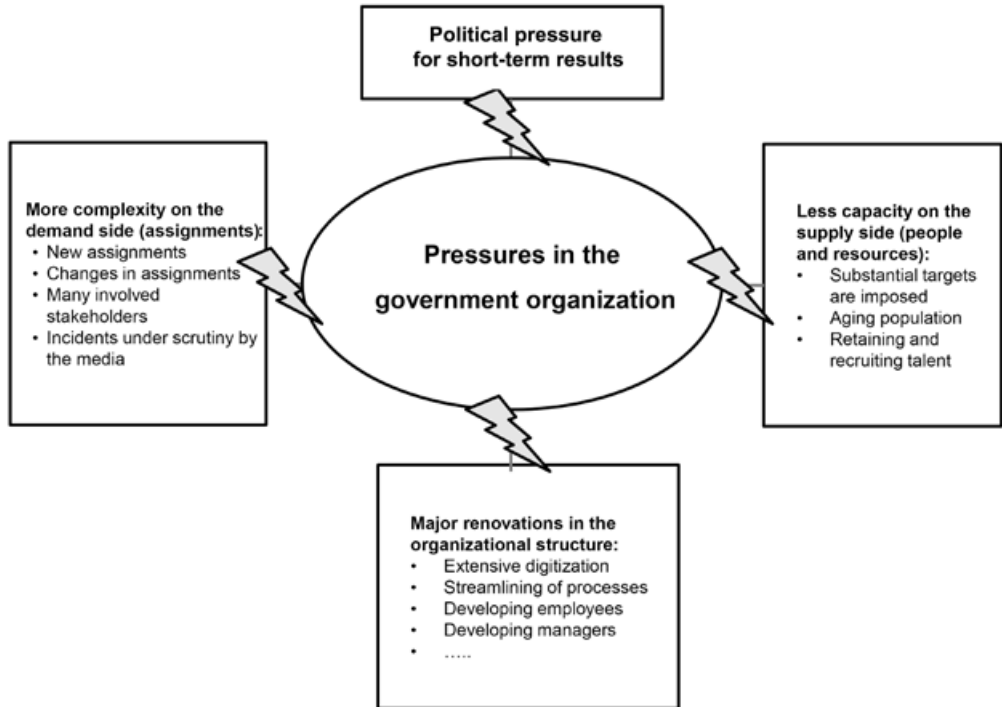 Political pressure
for short-term results
More complexity on the
demand side (assignments):
• New assignments
• Changes in assignments
• Many involved
stakeholders
• Incidents under scrutiny by
the media
Pressures in the
government organization
Less capacity on the
supply side (people
and resources):
• Substantial targets
are imposed
• Aging population
• Retaining and
recruiting talent
Major renovations in the
organizational structure:
• Extensive digitization
• Streamlining of processes
• Developing employees
• Developing managers
• .....